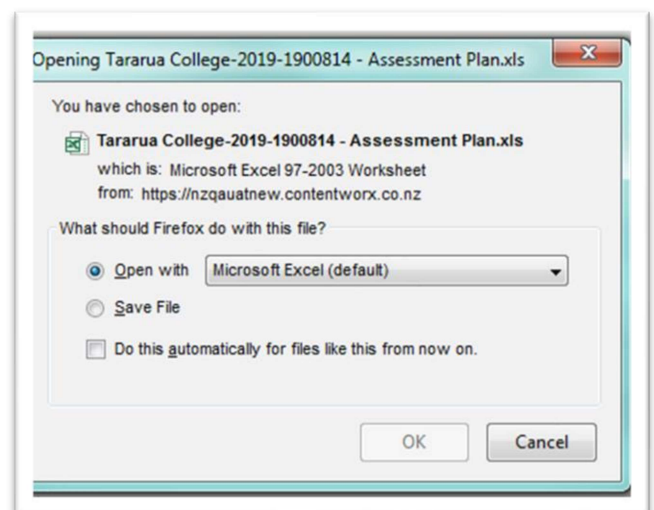 Opening Tararua College-2019-1900814 - Assessment Plan.xls
You have chosen to open:
Tararua College-2019-1900814 - Assessment Plan.xls
which is: Microsoft Excel 97-2003 Worksheet
from: https://nzqauatnew.contentworx.co.nz
What should Firefox do with this file?
Open with Microsoft Excel (default)
Save File
Do this automatically for files like this from now on.
OK Cancel